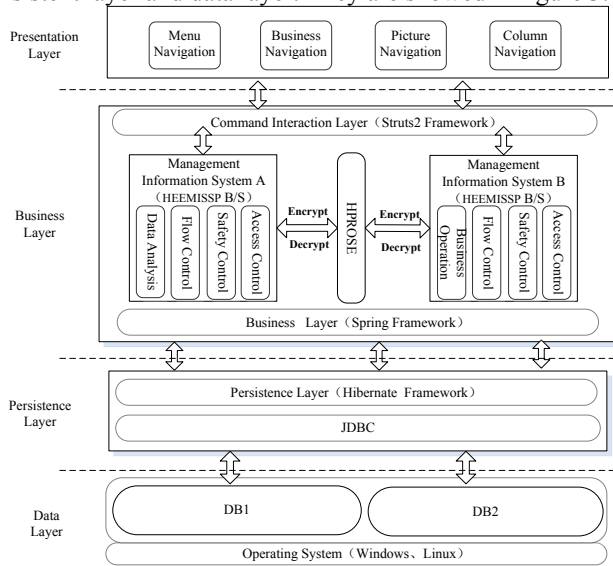 Presentation
Layer
Menu
Navigation
Business
Navigation
Picture
Navigation
Column
Navigation
Command Interaction Layer（Struts2 Framework）
Business
Layer
Management
Information System A
(HEEMISSP B/S)
Data Analysis
Flow Control
Safety Control
Access Control
Encrypt
Decrypt
HPROSE
Encrypt
Decrypt
Management
Information System B
(HEEMISSP B/S)
Business
Operation
Flow Control
Safety Control
Access Control
Business Layer（Spring Framework）
Persistence
Layer
Persistence Layer（Hibernate Framework）
JDBC
Data
Layer
DB1
DB2
Operating System（Windows、Linux）